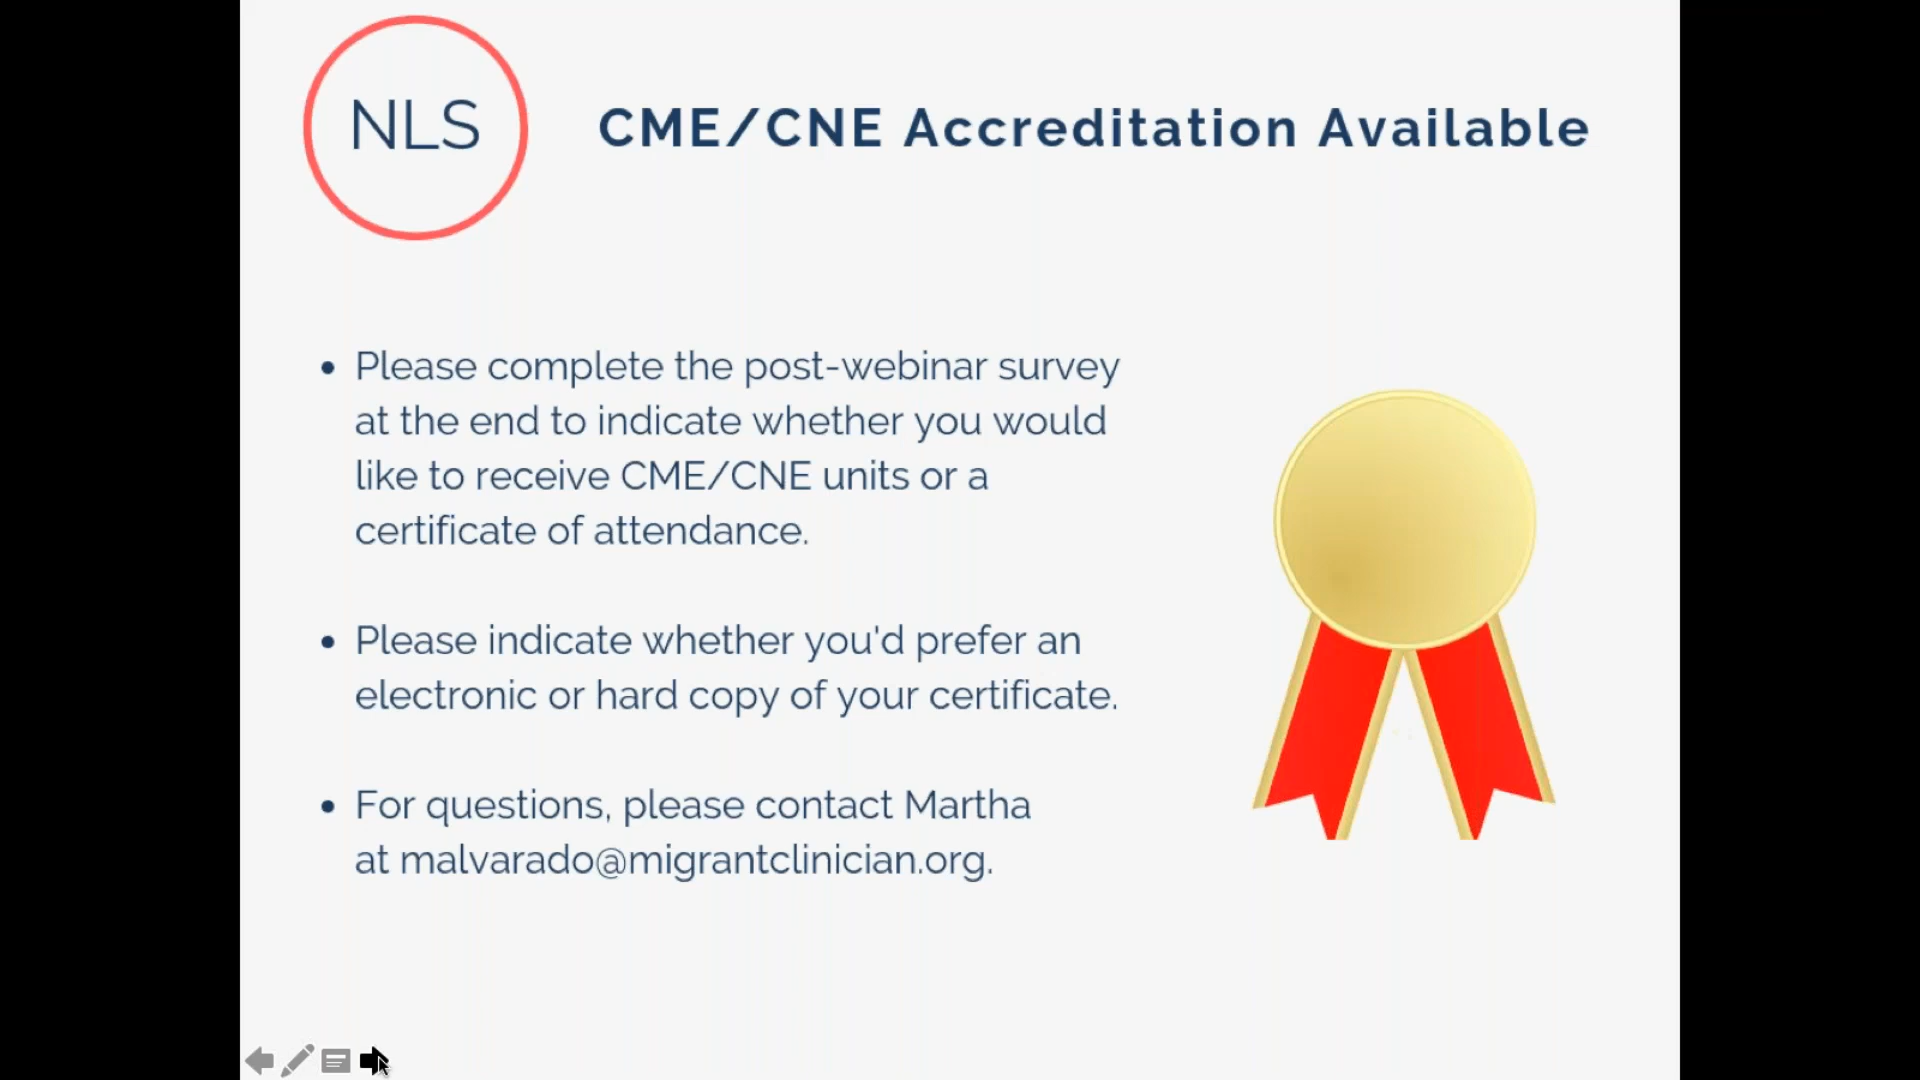 NLS
CME/CNE Accreditation Available
• Please complete the post-webinar survey
at the end to indicate whether you would
like to receive CME/CNE units or a
certificate of attendance.
• Please indicate whether you'd prefer an
electronic or hard copy of your certificate.
• For questions, please contact Martha
at malvarado@migrantclinician.org.